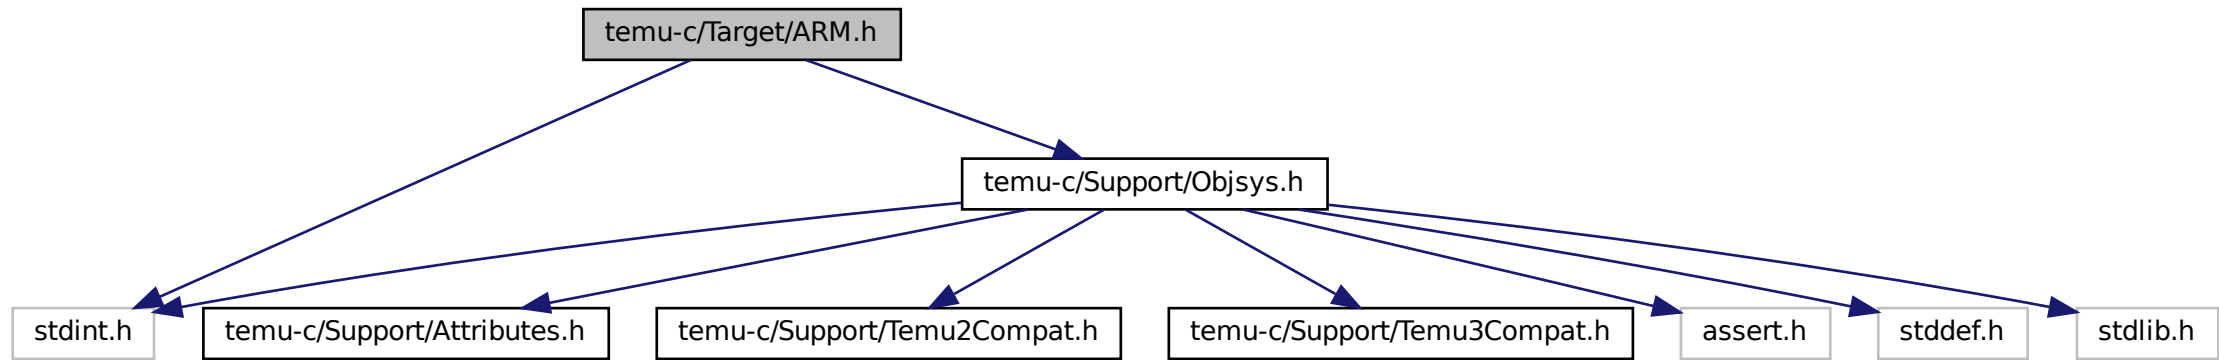 temu-c/Target/ARM.h
temu-c/Support/Objsys.h
stdint.h
temu-c/Support/Attributes.h
temu-c/Support/Temu2Compat.h
temu-c/Support/Temu3Compat.h
assert.h
stddef.h
stdlib.h